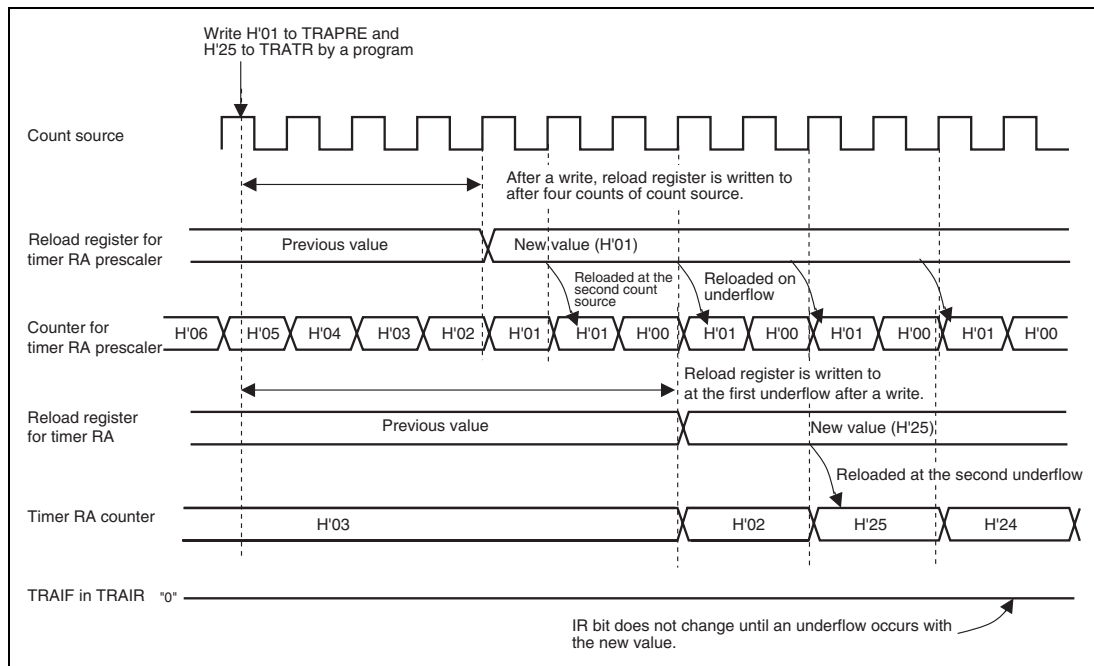 Write H'01 to TRAPRE and
H'25 to TRATR by a program
Count source
After a write, reload register is written to
after four counts of count source.
Reload register for
timer RA prescaler
Previous value
New value (H'01)
Reloaded at the
second count
source
Reloaded on
underflow
Counter for
timer RA prescaler
H'06 H'05 H'04 H'03 H'02 H'01 H'01 H'00 H'01 H'00 H'01 H'00 H'01 H'00
Reload register is written to
at the first underflow after a write.
Reload register
for timer RA
Previous value
New value (H'25)
Reloaded at the second underflow
Timer RA counter
H'03 H'02 H'25 H'24
TRAIF in TRAIR "0"
IR bit does not change until an underflow occurs with
the new value.